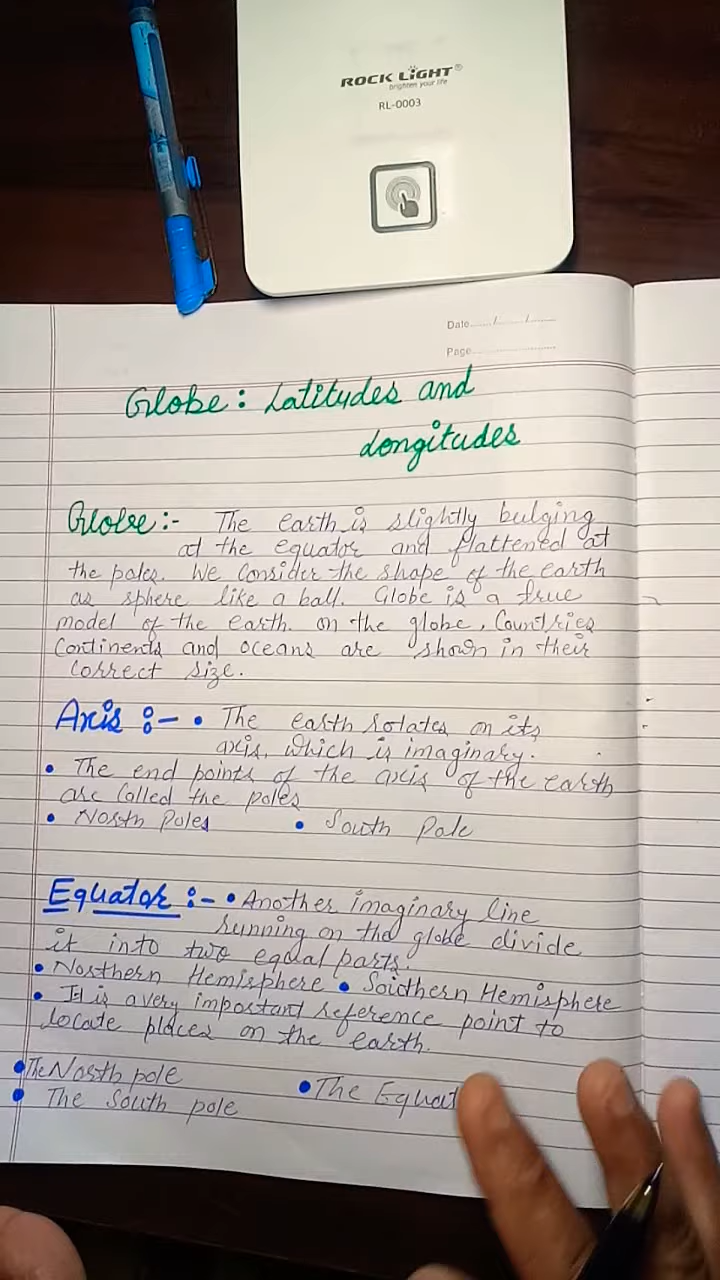 ROCK LiGHT®
brighten your life
RL-0003
Date....../........./.........
Page..........................
Globe: Latitudes and
Longitudes
Globe:- The earth is slightly bulging
at the equator and flattened at
the poles. We consider the shape of the earth
as sphere like a ball. Globe is a true
model of the earth. on the globe, Countries
Continents and oceans are shown in their
correct size.
Axis :- • The earth rotates on its
axis, which is imaginary.
• The end points of the axis of the earth
are called the poles
• North Poles • South Pole
Equator :- • Another imaginary line
running on the globe divide
it into two equal parts.
• Northern Hemisphere • Soidthern Hemisphere
• It is a very important reference point to
locate places on the earth.
• The North pole
• The Equat
• The South pole